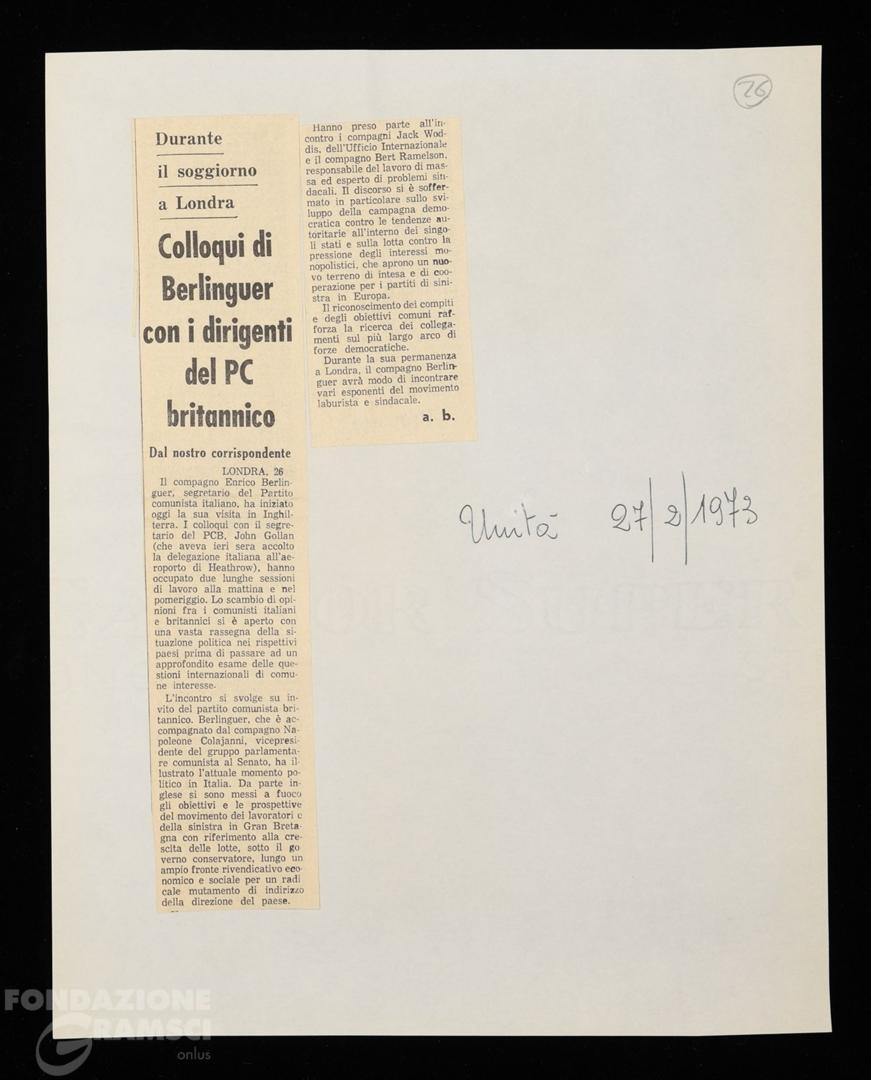 26
Durante
il soggiorno
a Londra
Colloqui di
Berlinguer
con i dirigenti
del PC
britannico
Dal nostro corrispondente
LONDRA, 26
Il compagno Enrico Berlin-
guer, segretario del Partito
comunista italiano, ha iniziato
oggi la sua visita in Inghil-
terra. I colloqui con il segre-
tario del PCB, John Gollan
(che aveva ieri sera accolto
la delegazione italiana all'ae-
roporto di Heathrow), hanno
occupato due lunghe sessioni
di lavoro alla mattina e nel
pomeriggio. Lo scambio di opi-
nioni fra i comunisti italiani
e britannici si è aperto con
una vasta rassegna della si-
tuazione politica nei rispettivi
paesi prima di passare ad un
approfondito esame delle que-
stioni internazionali di comu-
ne interesse.
L'incontro si svolge su in-
vito del partito comunista bri-
tannico. Berlinguer, che è ac-
compagnato dal compagno Na-
poleone Colajanni, vicepresi-
dente del gruppo parlamenta-
re comunista al Senato, ha il-
lustrato l'attuale momento po-
litico in Italia. Da parte in-
glese si sono messi a fuoco
gli obiettivi e le prospettive
del movimento dei lavoratori e
della sinistra in Gran Breta-
gna con riferimento alla cre-
scita delle lotte, sotto il go
verno conservatore, lungo un
ampio fronte rivendicativo eco-
nomico e sociale per un radi
cale mutamento di indirizzo
della direzione del paese.
Hanno preso parte all'in-
contro i compagni Jack Wod-
dis, dell'Ufficio Internazionale
e il compagno Bert Ramelson,
responsabile del lavoro di mas-
sa ed esperto di problemi sin-
dacali. Il discorso si è soffer-
mato in particolare sullo svi-
luppo della campagna demo-
cratica contro le tendenze au-
toritarie all'interno dei singo-
li stati e sulla lotta contro la
pressione degli interessi mo-
nopolistici, che aprono un nuo-
vo terreno di intesa e di coo-
perazione per i partiti di sini-
stra in Europa.
Il riconoscimento dei compiti
e degli obiettivi comuni raf-
forza la ricerca dei collega-
menti sul più largo arco di
forze democratiche.
Durante la sua permanenza
a Londra, il compagno Berlin-
guer avrà modo di incontrare
vari esponenti del movimento
laburista e sindacale.
a. b.
Unità 27/2/1973
FONDAZIONE
GRAMSCI
onlus